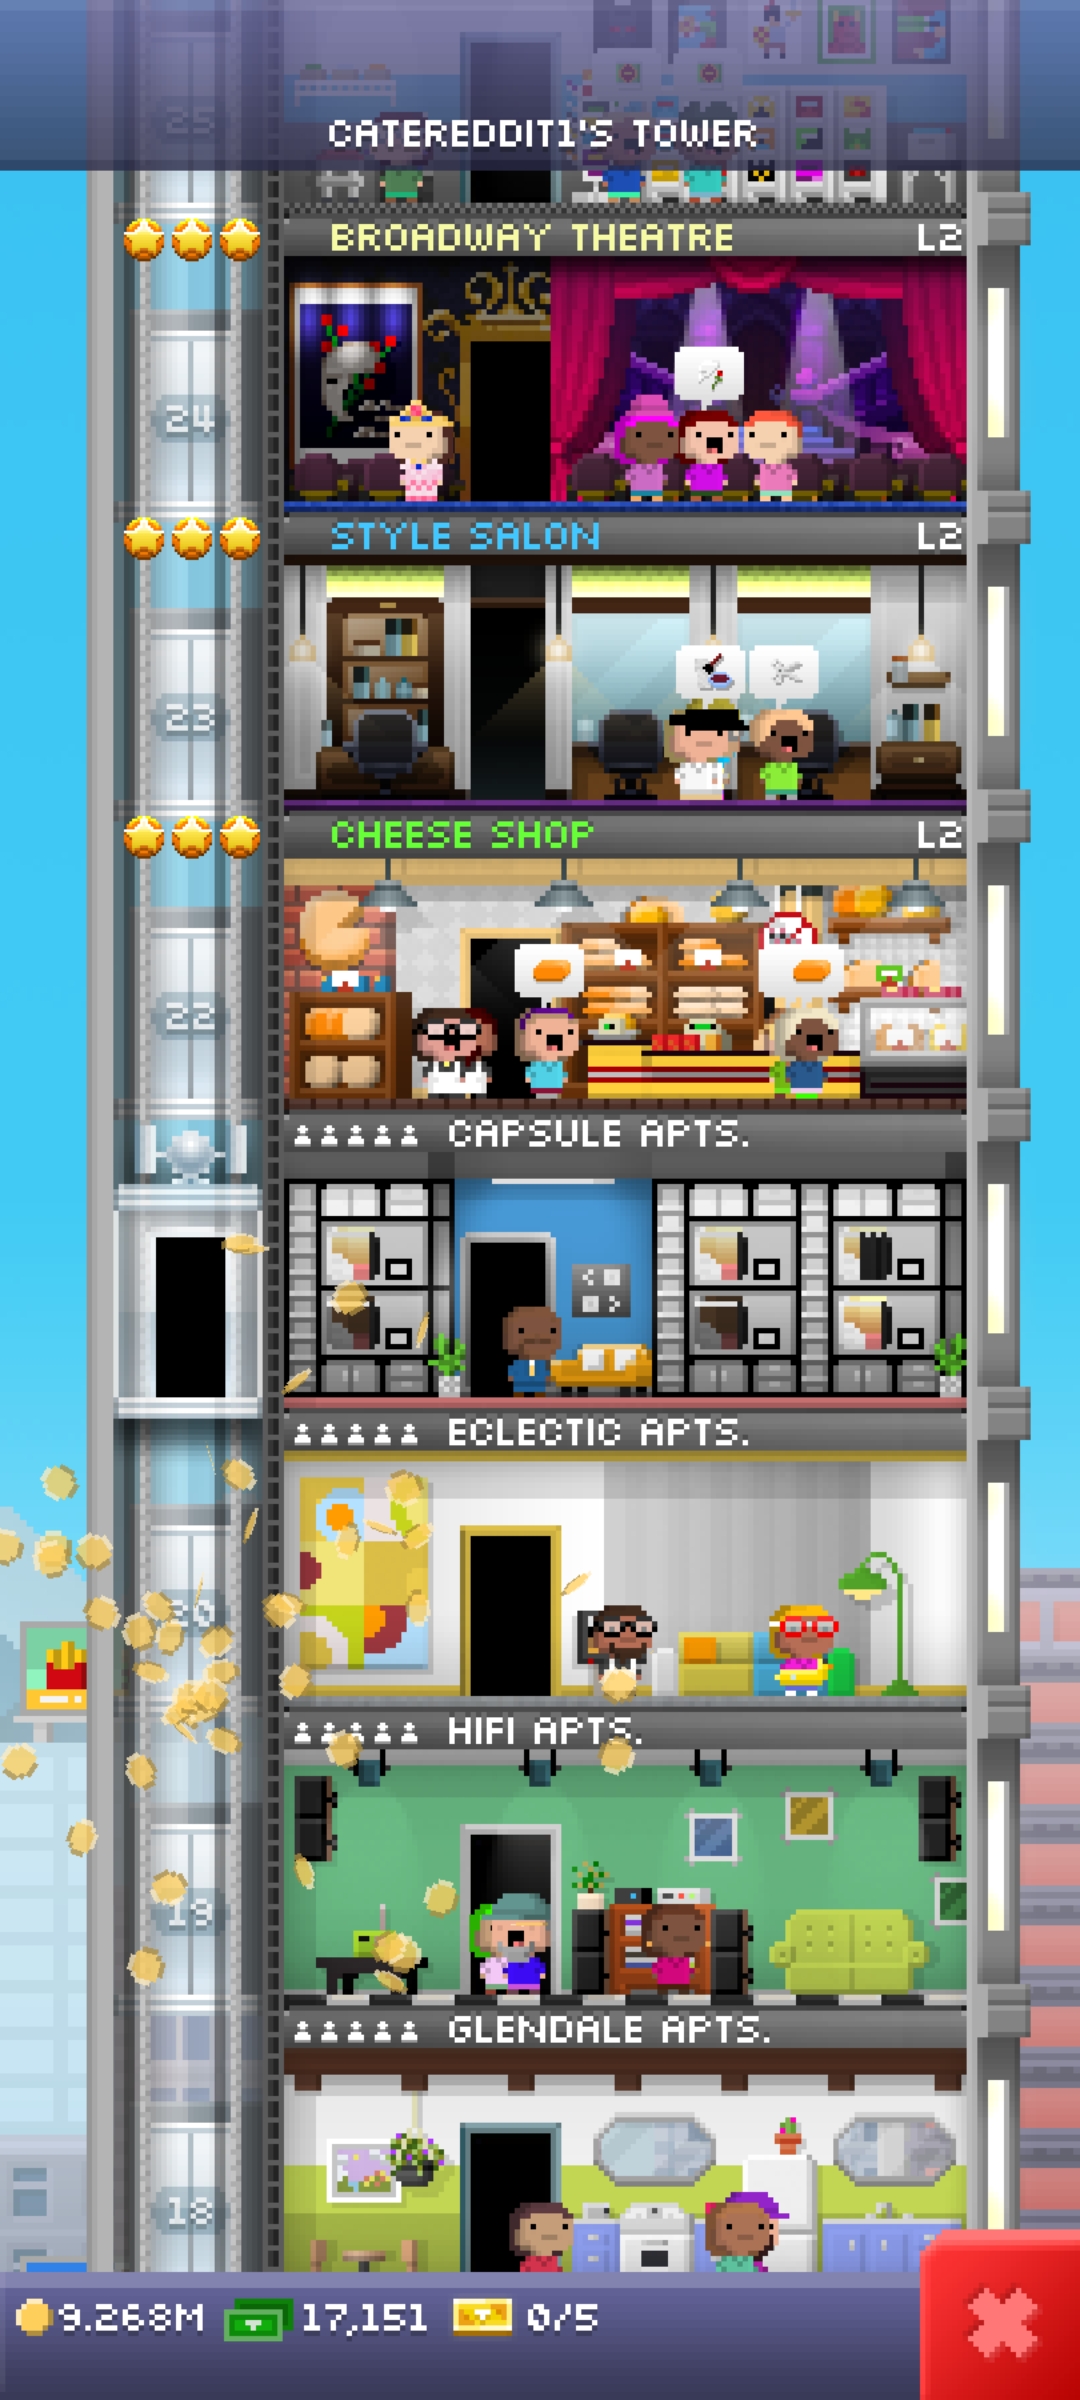 25
CATEREDDIT1'S TOWER
BROADWAY THEATRE L2
24
STYLE SALON L2
23
CHEESE SHOP L2
22
CAPSULE APTS.
ECLECTIC APTS.
20
HIFI APTS.
19
GLENDALE APTS.
18
9.268M 17,151 0/5